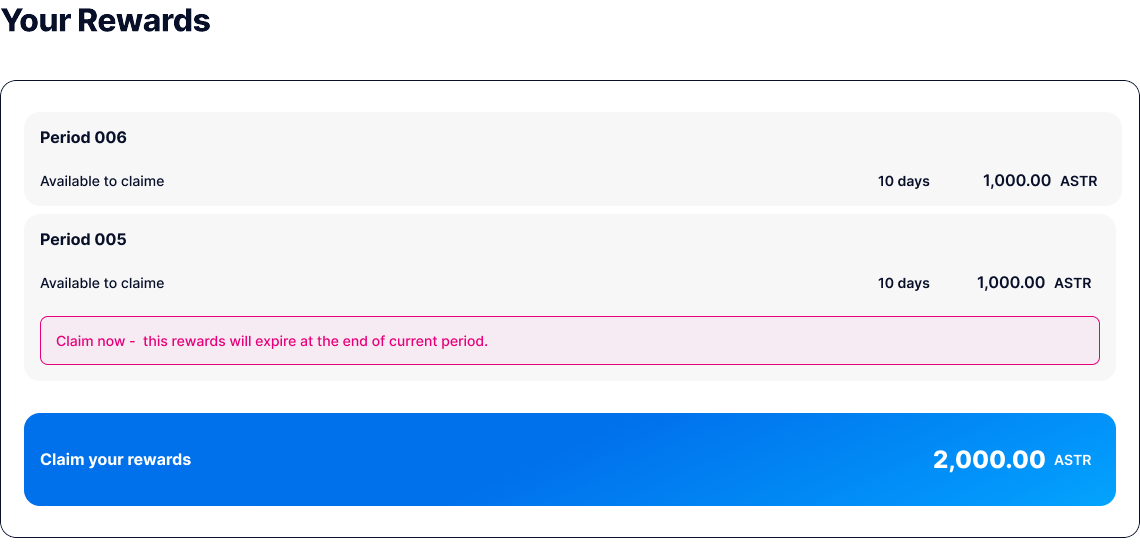 Your Rewards
Period 006
Available to claime 10 days 1,000.00 ASTR
Period 005
Available to claime 10 days 1,000.00 ASTR
Claim now - this rewards will expire at the end of current period.
Claim your rewards 2,000.00 ASTR